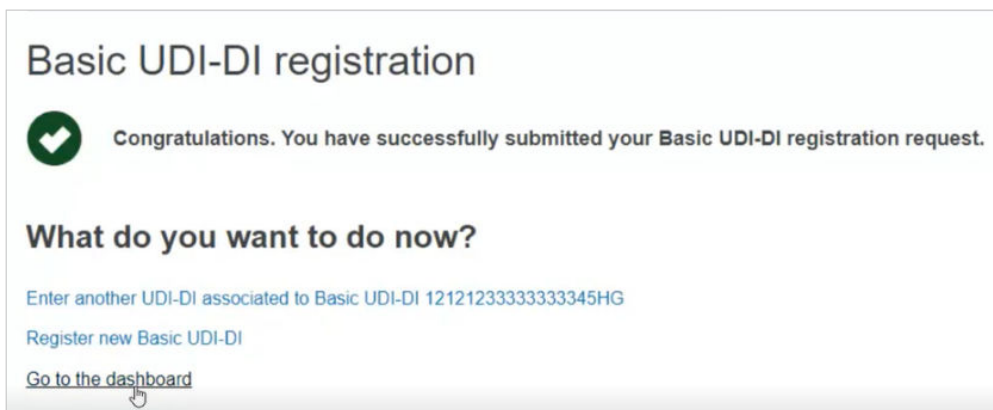 Basic UDI-DI registration
Congratulations. You have successfully submitted your Basic UDI-DI registration request.
What do you want to do now?
Enter another UDI-DI associated to Basic UDI-DI 12121233333333345HG
Register new Basic UDI-DI
Go to the dashboard